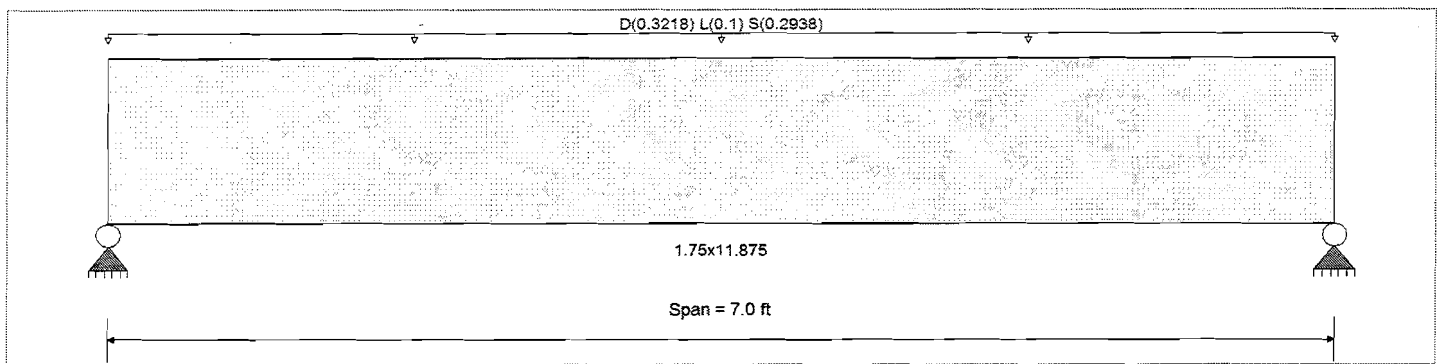 D(0.3218) L(0.1) S(0.2938)
1.75x11.875
Span = 7.0 ft